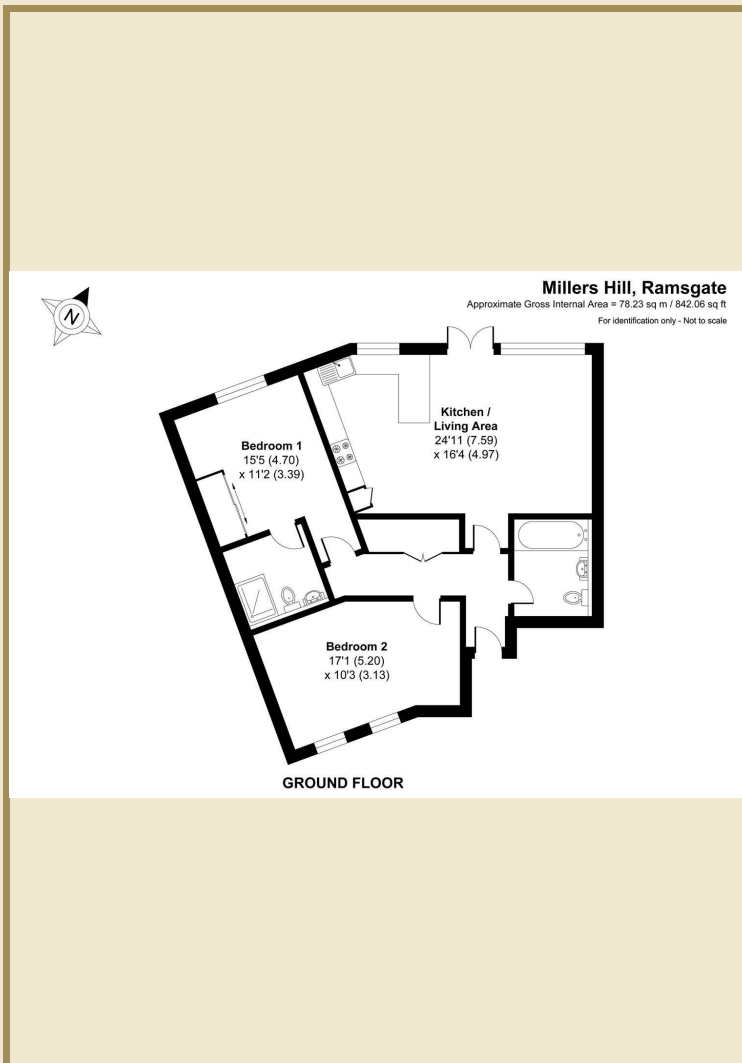 Millers Hill, Ramsgate
Approximate Gross Internal Area = 78.23 sq m / 842.06 sq ft
For identification only - Not to scale
N
Kitchen /
Living Area
24'11 (7.59)
x 16'4 (4.97)
Bedroom 1
15'5 (4.70)
x 11'2 (3.39)
Bedroom 2
17'1 (5.20)
x 10'3 (3.13)
GROUND FLOOR